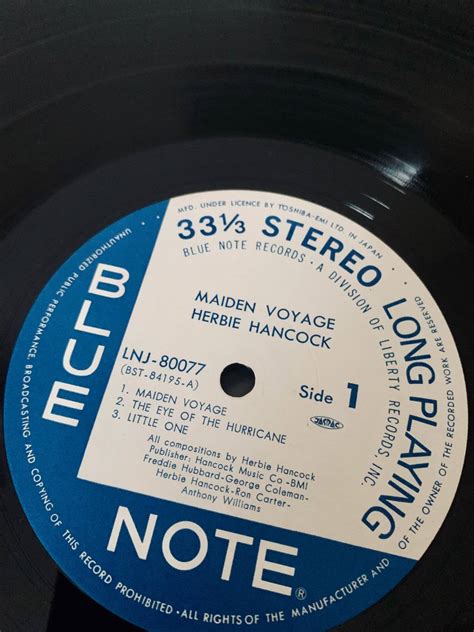 MFD. UNDER LICENCE BY TOSHIBA-EMI LTD. IN JAPAN
33⅓ STEREO LONG PLAYING
BLUE NOTE RECORDS · A DIVISION OF LIBERTY RECORDS, INC.
MAIDEN VOYAGE
HERBIE HANCOCK
LNJ-80077
(BST-84195-A)
Side 1
1. MAIDEN VOYAGE
2. THE EYE OF THE HURRICANE
3. LITTLE ONE
JASRAC
All compositions by Herbie Hancock
Publisher: Hancock Music Co-BMI
Freddie Hubbard-George Coleman-
Herbie Hancock-Ron Carter-
Anthony Williams
BLUE
NOTE®
UNAUTHORIZED PUBLIC PERFORMANCE, BROADCASTING AND COPYING OF THIS RECORD PROHIBITED · ALL RIGHTS OF THE MANUFACTURER AND OF THE OWNER OF THE RECORDED WORK ARE RESERVED